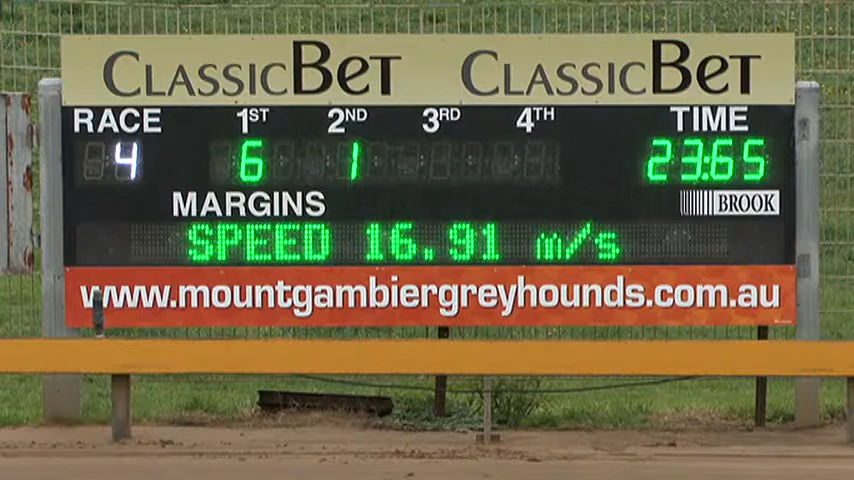 CLASSICBET CLASSICBET
RACE 1ST 2ND 3RD 4TH TIME
4 6 1 23:65
MARGINS BROOK
SPEED 16.91 m/s
www.mountgambiergreyhounds.com.au